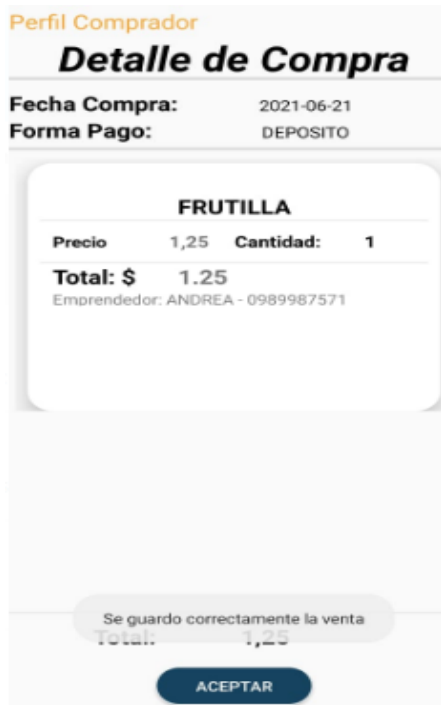 Perfil Comprador
Detalle de Compra
Fecha Compra: 2021-06-21
Forma Pago: DEPOSITO
FRUTILLA
Precio 1,25 Cantidad: 1
Total: $ 1.25
Emprendedor: ANDREA - 0989987571
Se guardo correctamente la venta
Total: 1,25
ACEPTAR